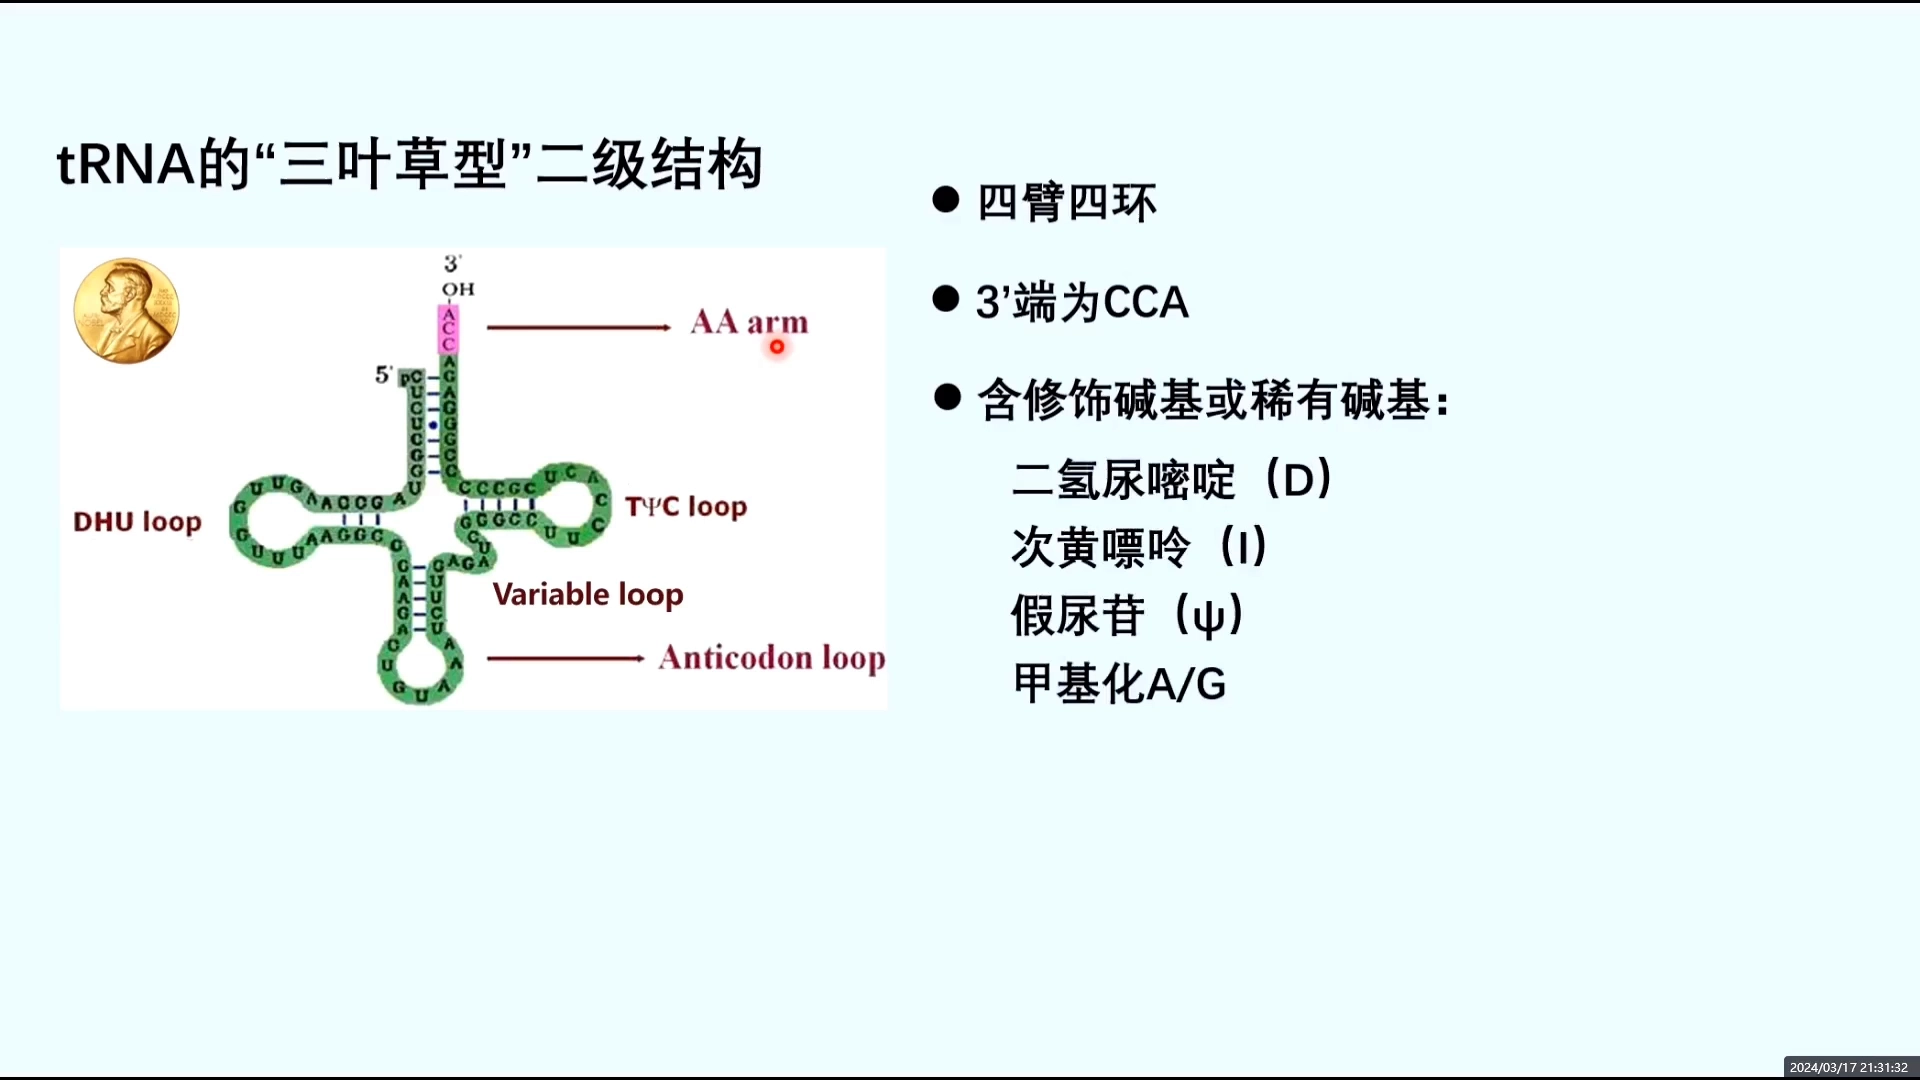 tRNA的“三叶草型”二级结构
3'
OH
A
C
C
AA arm
5'
DHU loop
TΨC loop
Variable loop
Anticodon loop
● 四臂四环
● 3’端为CCA
● 含修饰碱基或稀有碱基：
二氢尿嘧啶（D）
次黄嘌呤（I）
假尿苷（ψ）
甲基化A/G
2024/03/17 21:31:32